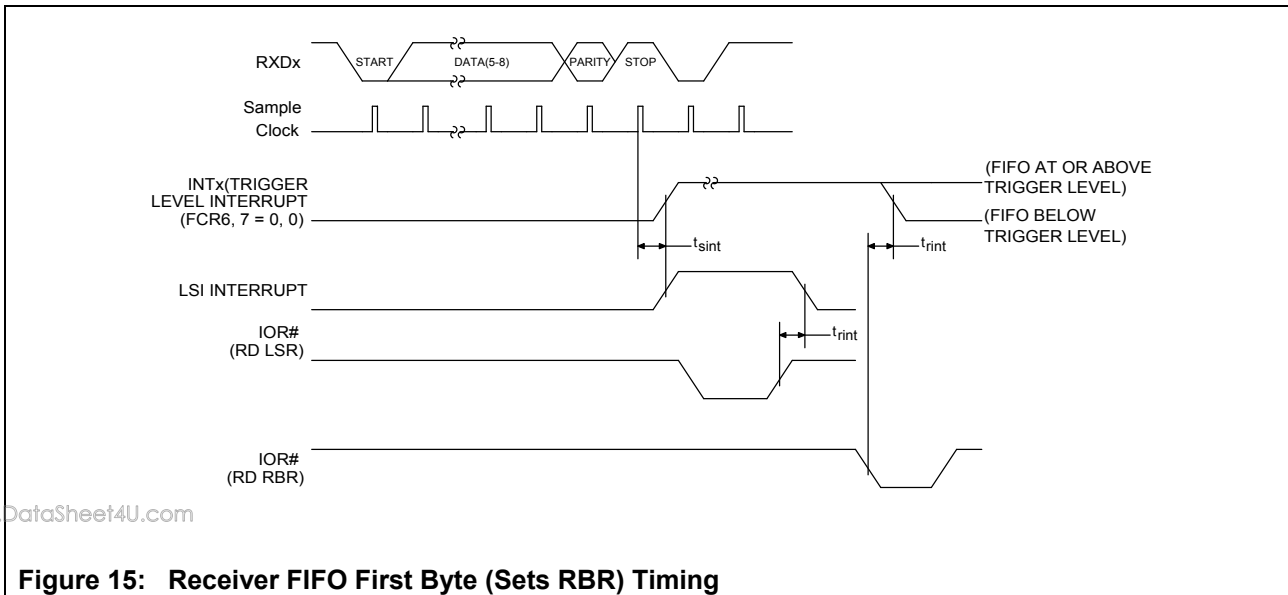 RXDx
START
DATA(5-8)
PARITY
STOP
Sample
Clock
INTx(TRIGGER
LEVEL INTERRUPT
(FCR6, 7 = 0, 0)
(FIFO AT OR ABOVE
TRIGGER LEVEL)
(FIFO BELOW
TRIGGER LEVEL)
tsint
trint
LSI INTERRUPT
IOR#
(RD LSR)
trint
IOR#
(RD RBR)
DataSheet4U.com
Figure 15: Receiver FIFO First Byte (Sets RBR) Timing